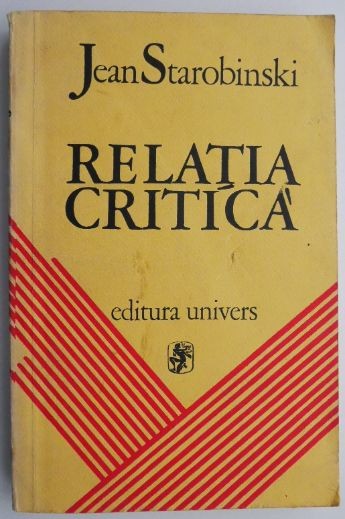 Jean Starobinski
RELAȚIA
CRITICĂ
editura univers